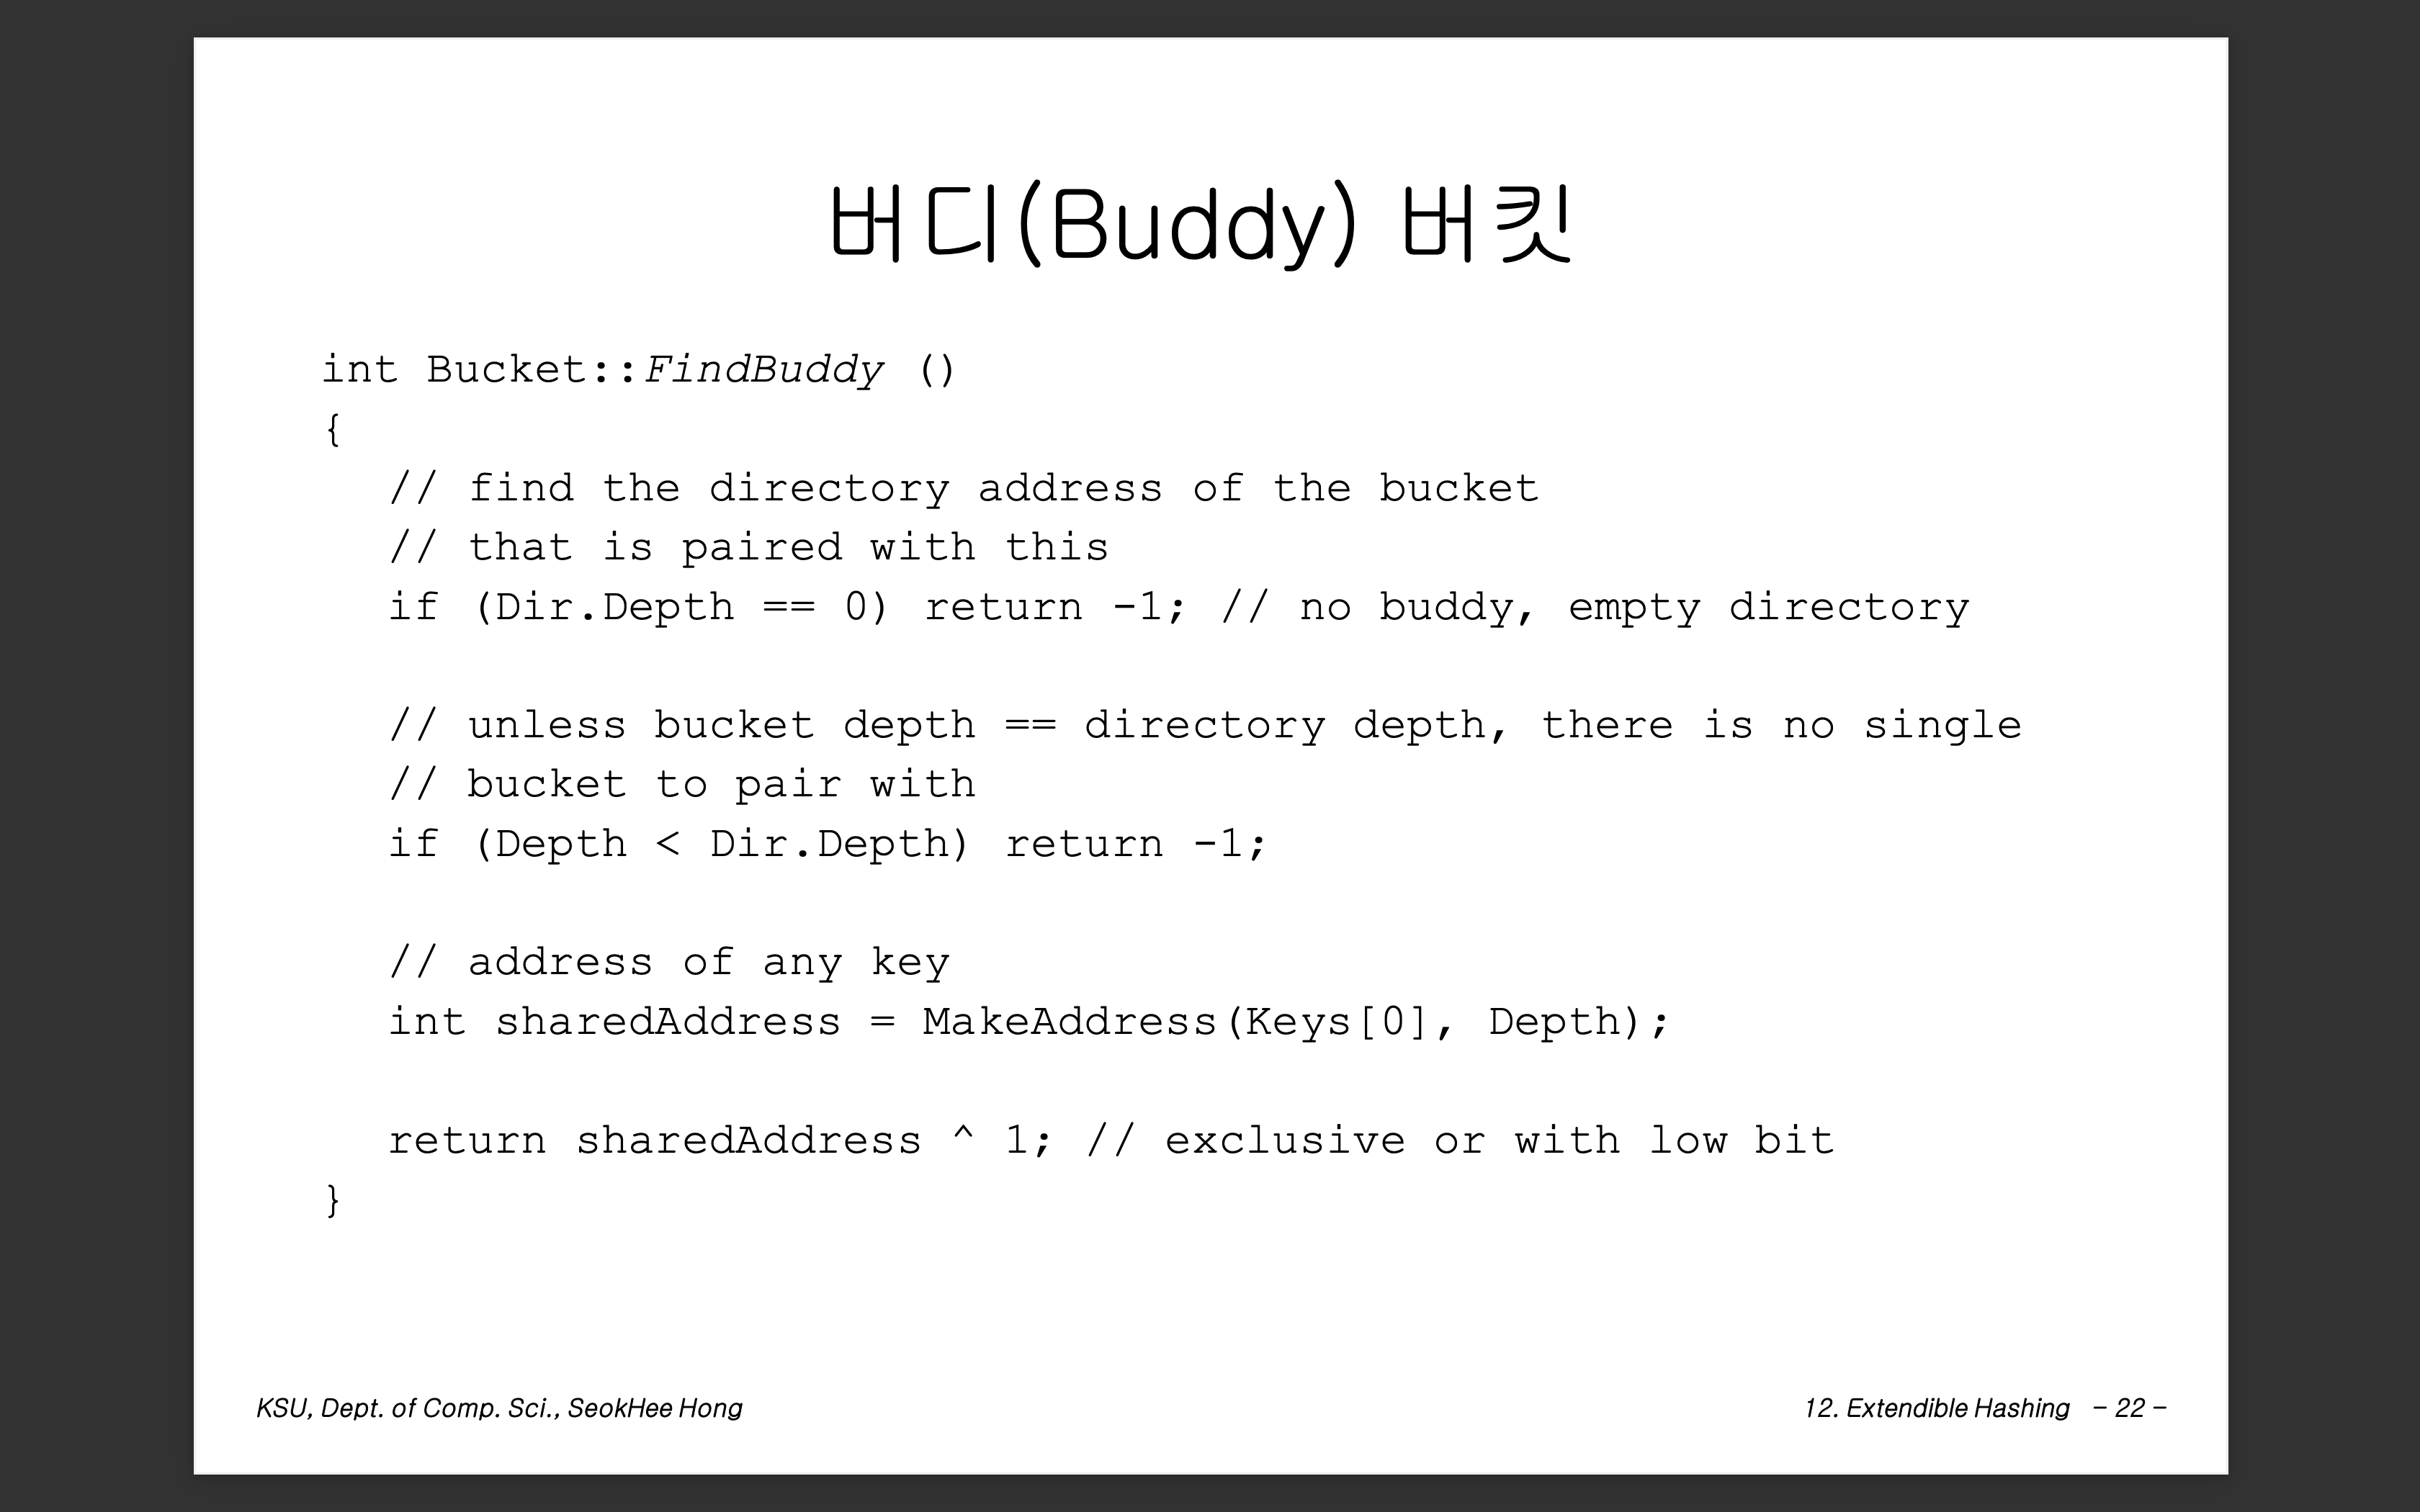 버디(Buddy) 버킷
int Bucket::FindBuddy ()
{
// find the directory address of the bucket
// that is paired with this
if (Dir.Depth == 0) return -1; // no buddy, empty directory
// unless bucket depth == directory depth, there is no single
// bucket to pair with
if (Depth < Dir.Depth) return -1;
// address of any key
int sharedAddress = MakeAddress(Keys[0], Depth);
return sharedAddress ^ 1; // exclusive or with low bit
}
KSU, Dept. of Comp. Sci., SeokHee Hong
12. Extendible Hashing - 22 -